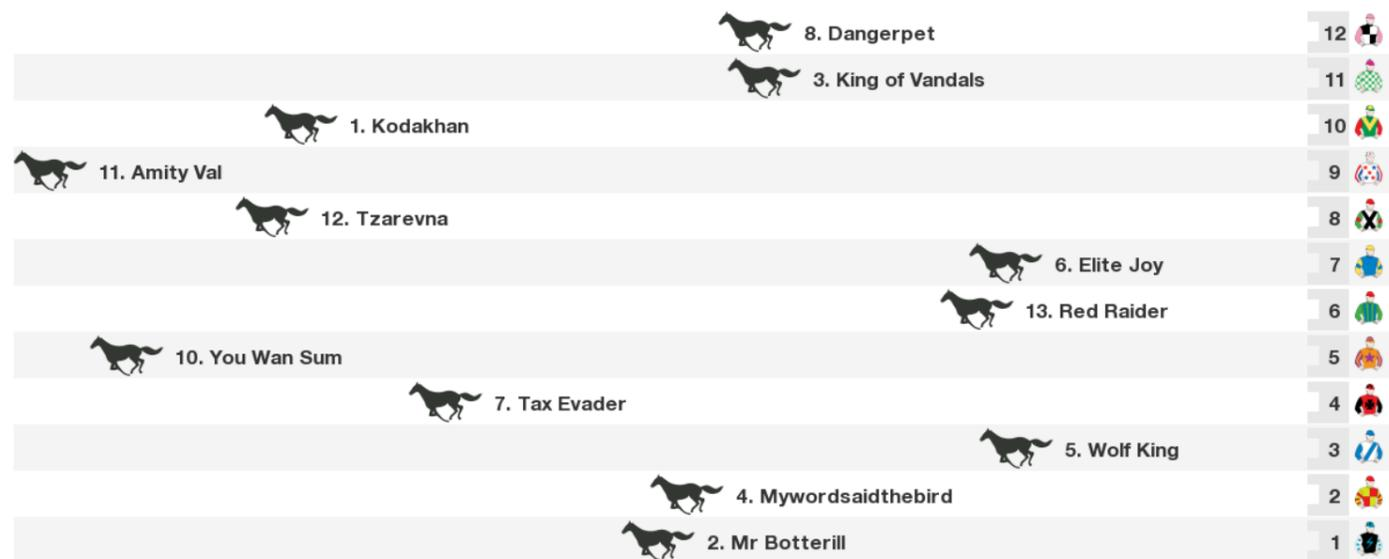 8. Dangerpet 12
3. King of Vandals 11
1. Kodakhan 10
11. Amity Val 9
12. Tzarevna 8
6. Elite Joy 7
13. Red Raider 6
10. You Wan Sum 5
7. Tax Evader 4
5. Wolf King 3
4. Mywordsaidthebird 2
2. Mr Botterill 1